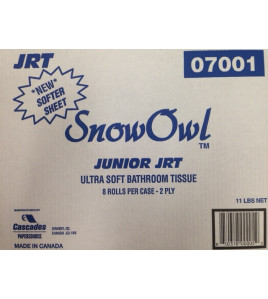 JRT
07001
*NEW*
SOFTER
SHEET
SnowOwl
TM
JUNIOR JRT
ULTRA SOFT BATHROOM TISSUE
8 ROLLS PER CASE - 2 PLY
11 LBS NET
Cascades
MADE IN CANADA